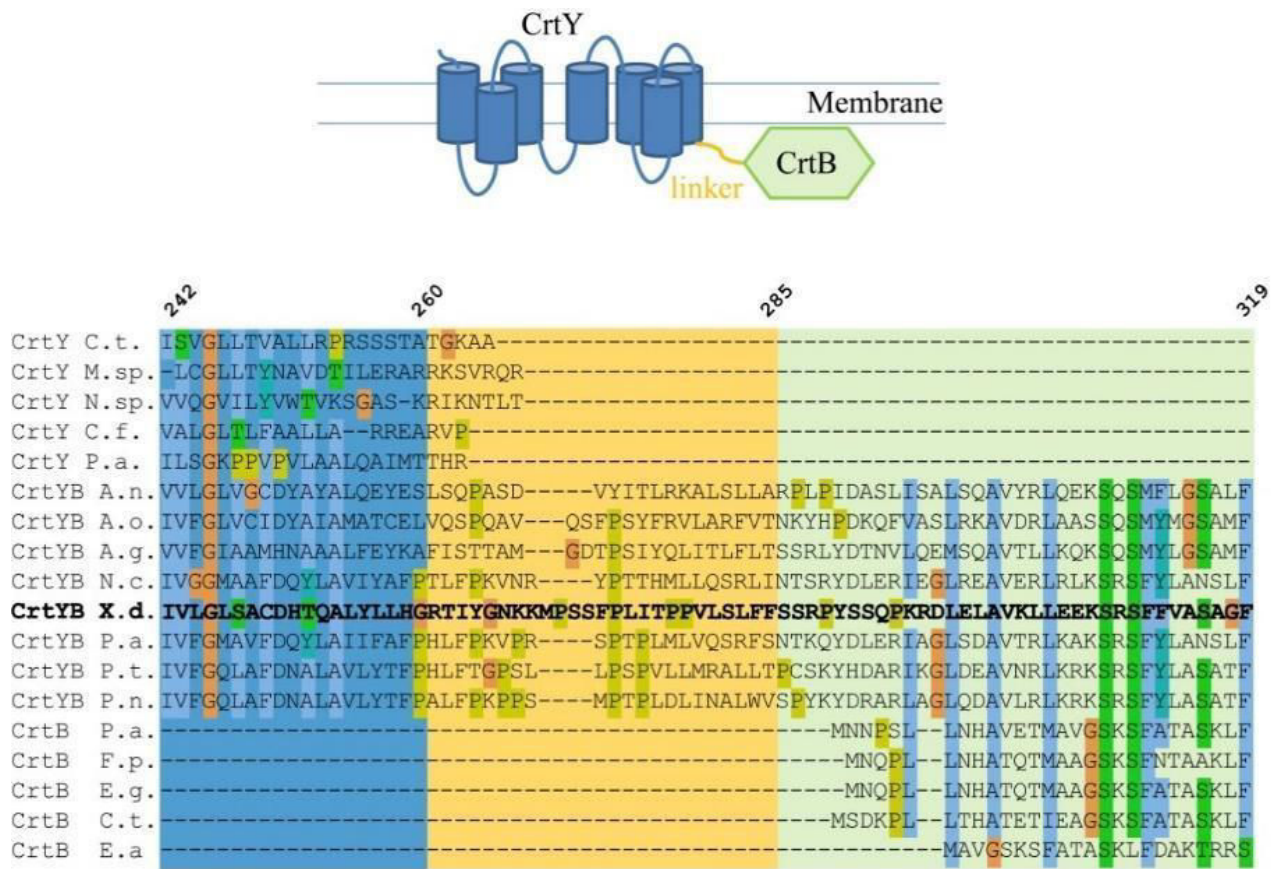 CrtY
Membrane
linker
CrtB
242 260 285 319
CrtY C.t. ISVGLLTVALLRPRSSSTATGKAA------------------------------------------------------
CrtY M.sp. -LCGLLTYNAVDTILERARRKSVRQR----------------------------------------------------
CrtY N.sp. VVQGVILYVWTVKSGAS-KRIKNTLT----------------------------------------------------
CrtY C.f. VALGLTLFAALLA--RREARVP--------------------------------------------------------
CrtY P.a. ILSGKPPVPVLAALQAIMTTHR--------------------------------------------------------
CrtYB A.n. VVLGLVGCDYAYALQEYESLSQPASD-----VYITLRKALSLLARPLPIDASLISALSQAVYRLQEKSQSMFLGSALF
CrtYB A.o. IVFGLVCIDYAIAMATCELVQSPQAV---QSFPSYFRVLARFVTNKYHPDKQFVASLRKAVDRLAASSQSMYMGSAMF
CrtYB A.g. VVFGIAAMHNAAALFEYKAFISTTAM---GDTPSIYQLITLFLTSSRLYDTNVLQEMSQAVTLLKQKSQSMYLGSAMF
CrtYB N.c. IVGGMAAFDQYLAVIYAFPTLFPKVNR----YPTTHMLLQSRLINTSRYDLERIEGLREAVERLRLKSRSFYLANSLF
CrtYB X.d. IVLGLSACDHTQALYLLHGRTIYGNKKMPSSFPLITPPVLSLFFSSRPYSSQPKRDLELAVKLLEEKSRSFFVASAGF
CrtYB P.a. IVFGMAVFDQYLAIIFAFPHLFPKVPR----SPTPLMLVQSRFSNTKQYDLERIAGLSDAVTRLKAKSRSFYLANSLF
CrtYB P.t. IVFGQLAFDNALAVLYTFPHLFTGPSL----LPSPVLLMRALLTPCSKYHDARIKGLDEAVNRLKRKSRSFYLASATF
CrtYB P.n. IVFGQLAFDNALAVLYTFPALFPKPPS----MPTPLDLINALWVSPYKYDRARLAGLQDAVLRLKRKSRSFYLASATF
CrtB P.a. ------------------------------------------------MNNPSL--LNHAVETMAVGSKSFATASKLF
CrtB F.p. -------------------------------------------------MNQPL--LNHATQTMAAGSKSFNTAAKLF
CrtB E.g. -------------------------------------------------MNQPL--LNHATQTMAAGSKSFATASKLF
CrtB C.t. ------------------------------------------------MSDKPL--LTHATETIEAGSKSFATASKLF
CrtB E.a --------------------------------------------------------MAVGSKSFATASKLFDAKTRRS